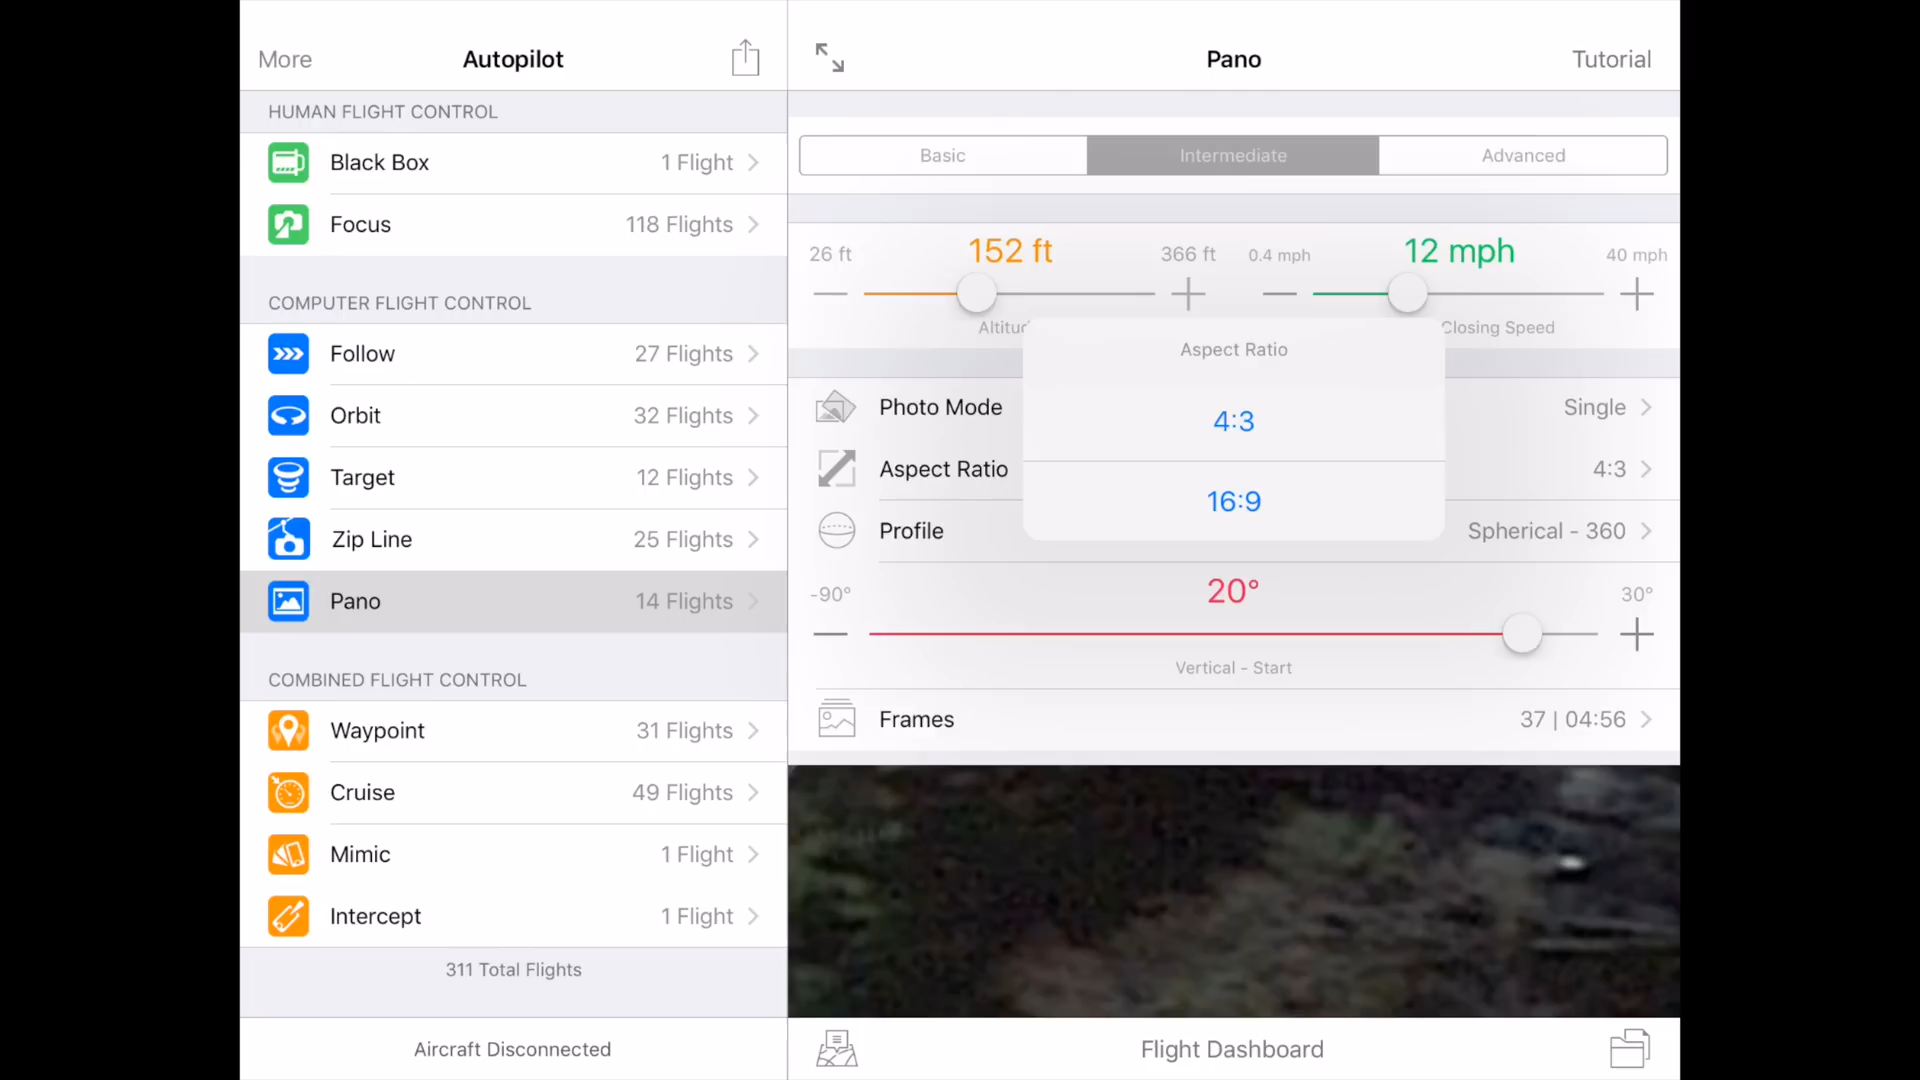 More
Autopilot
HUMAN FLIGHT CONTROL
Black Box 1 Flight
Focus 118 Flights
COMPUTER FLIGHT CONTROL
Follow 27 Flights
Orbit 32 Flights
Target 12 Flights
Zip Line 25 Flights
Pano 14 Flights
COMBINED FLIGHT CONTROL
Waypoint 31 Flights
Cruise 49 Flights
Mimic 1 Flight
Intercept 1 Flight
311 Total Flights
Aircraft Disconnected
Pano
Tutorial
Basic Intermediate Advanced
26 ft 152 ft 366 ft
Altitud
0.4 mph 12 mph 40 mph
Closing Speed
Aspect Ratio
4:3
16:9
Photo Mode Single
Aspect Ratio 4:3
Profile Spherical - 360
-90° 20° 30°
Vertical - Start
Frames 37 | 04:56
Flight Dashboard